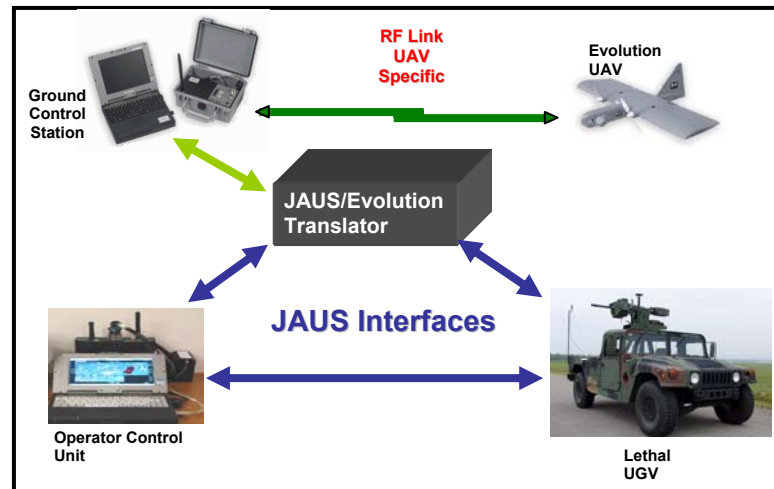 RF Link
UAV
Specific
Evolution
UAV
Ground
Control
Station
JAUS/Evolution
Translator
JAUS Interfaces
Operator Control
Unit
Lethal
UGV